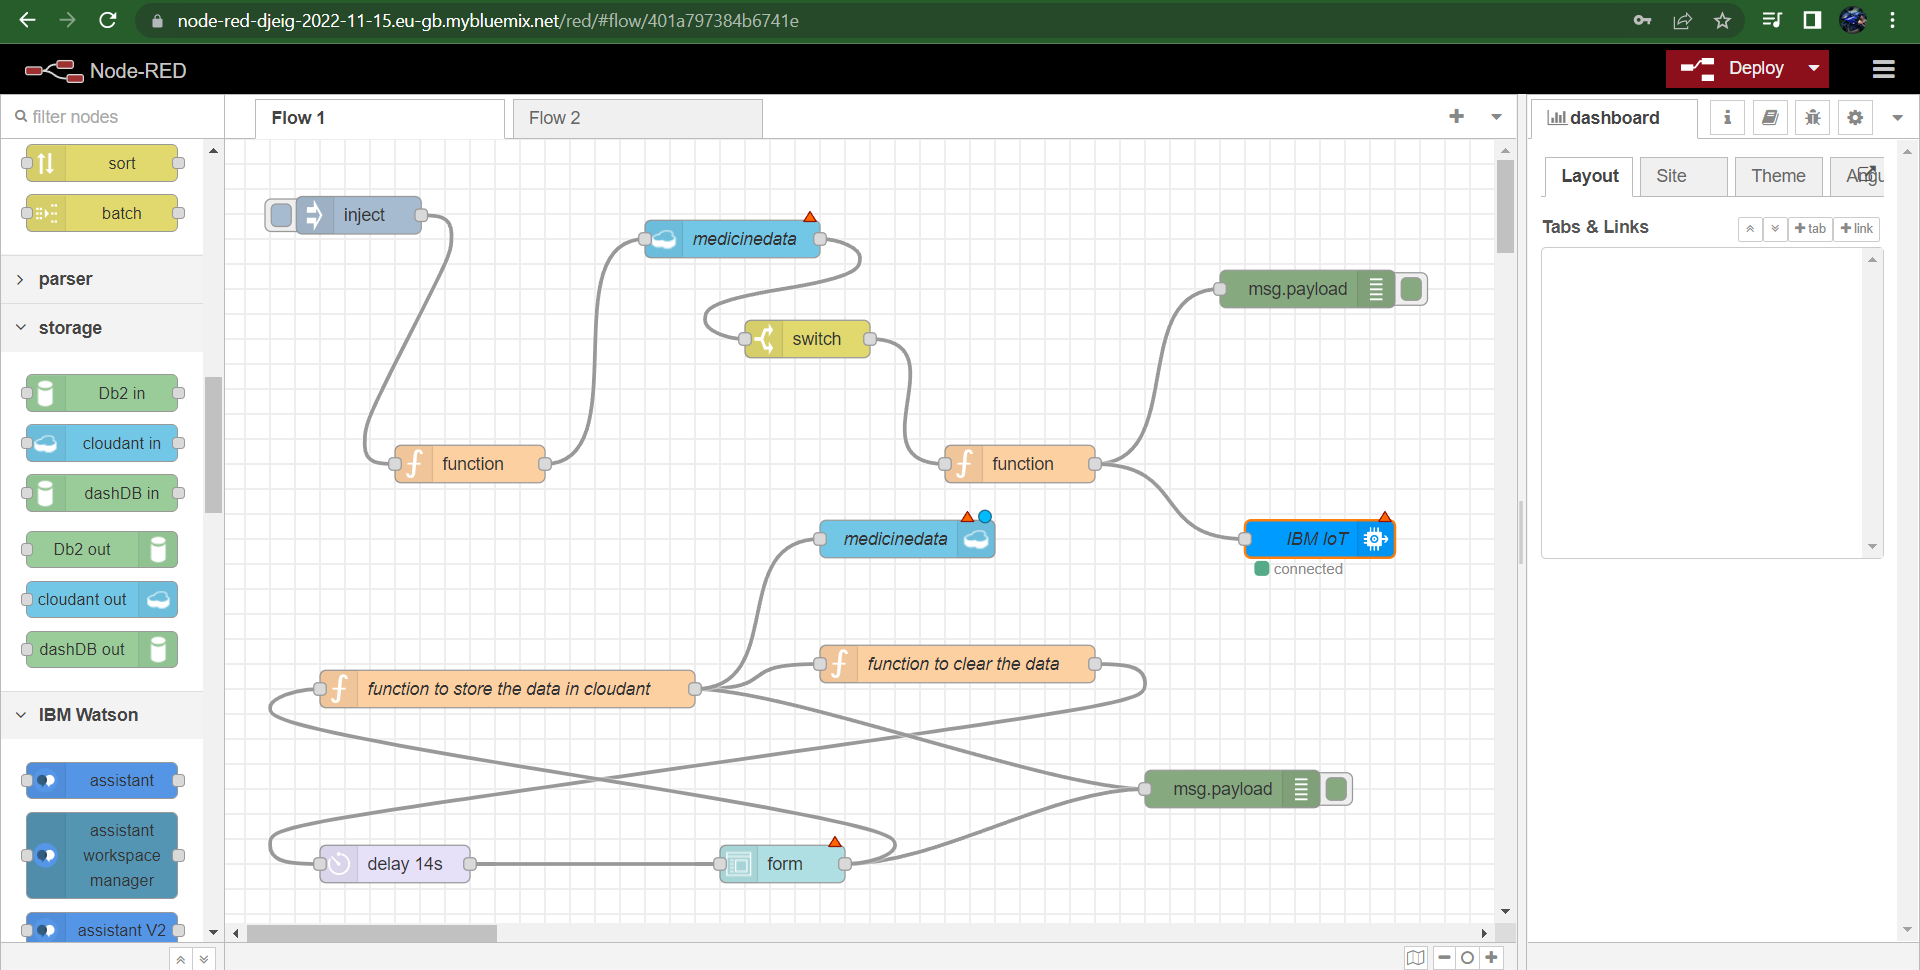 node-red-djeig-2022-11-15.eu-gb.mybluemix.net/red/#flow/401a797384b6741e
Node-RED
Deploy
filter nodes
Flow 1
Flow 2
dashboard
sort
batch
parser
storage
Db2 in
cloudant in
dashDB in
Db2 out
cloudant out
dashDB out
IBM Watson
assistant
assistant
workspace
manager
assistant V2
inject
medicinedata
switch
msg.payload
function
function
medicinedata
IBM IoT
connected
function to clear the data
function to store the data in cloudant
msg.payload
delay 14s
form
Layout
Site
Theme
Angu
Tabs & Links
tab
link